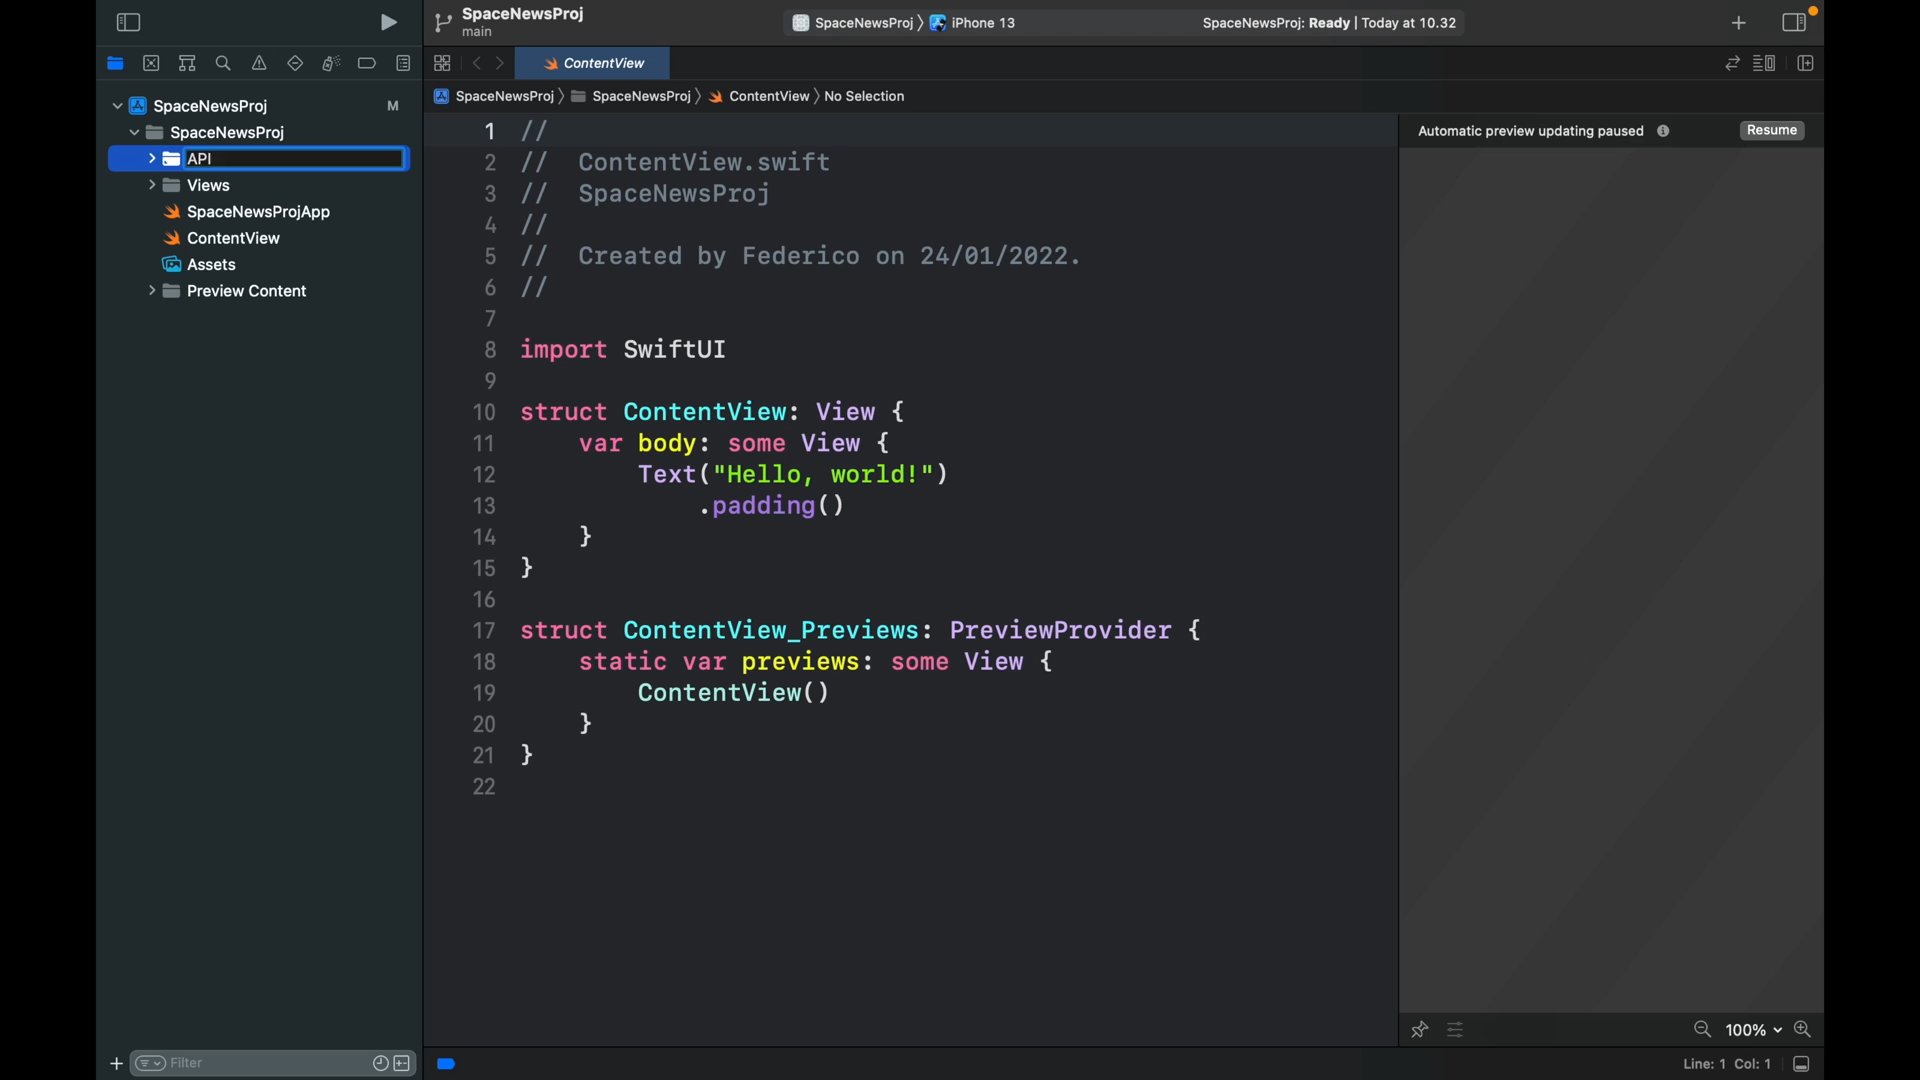 SpaceNewsProj
main
SpaceNewsProj
iPhone 13
SpaceNewsProj: Ready | Today at 10.32
ContentView
SpaceNewsProj
SpaceNewsProj
ContentView
No Selection
SpaceNewsProj M
SpaceNewsProj
API
Views
SpaceNewsProjApp
ContentView
Assets
Preview Content
Filter
1 //
2 //  ContentView.swift
3 //  SpaceNewsProj
4 //
5 //  Created by Federico on 24/01/2022.
6 //
7
8 import SwiftUI
9
10 struct ContentView: View {
11     var body: some View {
12         Text("Hello, world!")
13             .padding()
14     }
15 }
16
17 struct ContentView_Previews: PreviewProvider {
18     static var previews: some View {
19         ContentView()
20     }
21 }
22
Automatic preview updating paused
Resume
100%
Line: 1 Col: 1